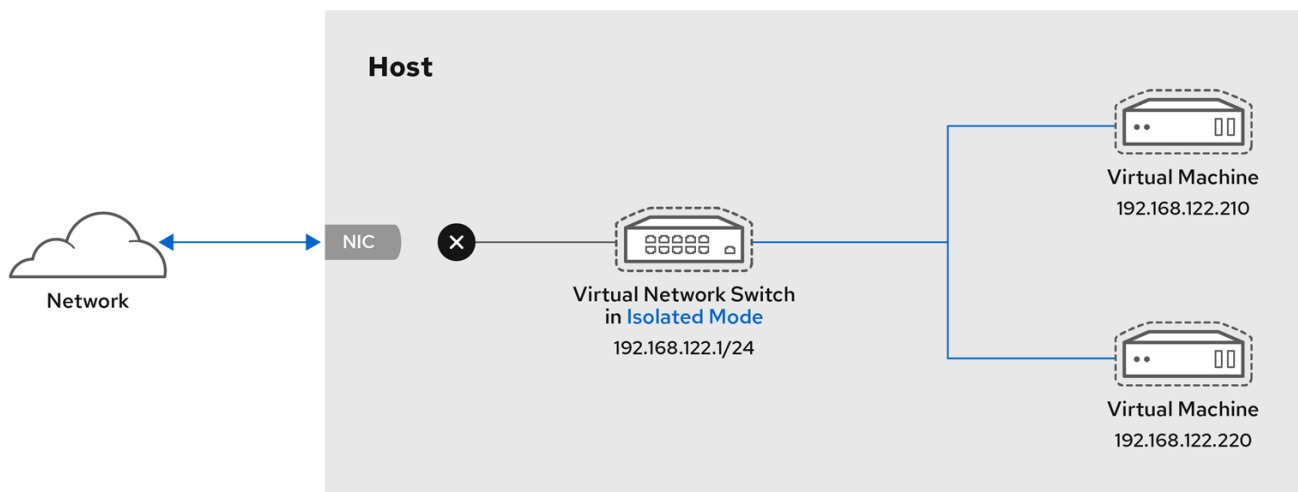 Host
NIC
Network
Virtual Network Switch
in Isolated Mode
192.168.122.1/24
Virtual Machine
192.168.122.210
Virtual Machine
192.168.122.220